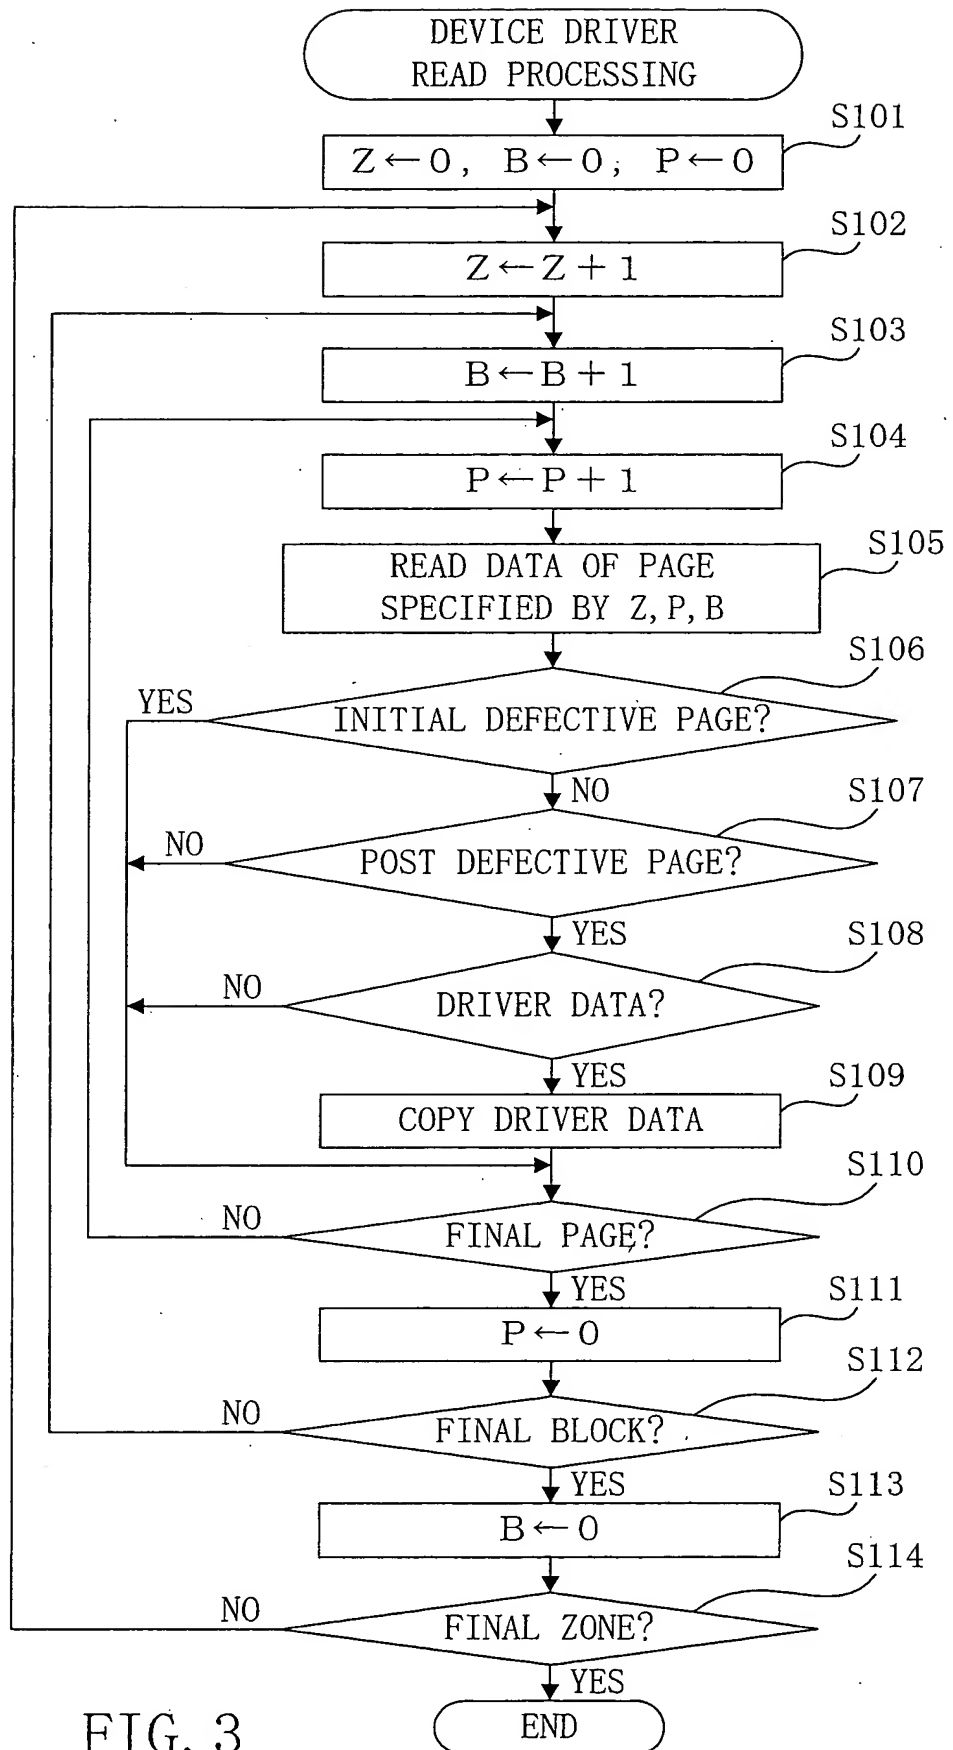 DEVICE DRIVER
READ PROCESSING
S101
Z←0, B←0, P←0
S102
Z←Z+1
S103
B←B+1
S104
P←P+1
S105
READ DATA OF PAGE
SPECIFIED BY Z, P, B
S106
YES
INITIAL DEFECTIVE PAGE?
NO
S107
NO
POST DEFECTIVE PAGE?
YES
S108
NO
DRIVER DATA?
YES
S109
COPY DRIVER DATA
S110
NO
FINAL PAGE?
YES
S111
P←0
S112
NO
FINAL BLOCK?
YES
S113
B←0
S114
NO
FINAL ZONE?
YES
END
FIG. 3